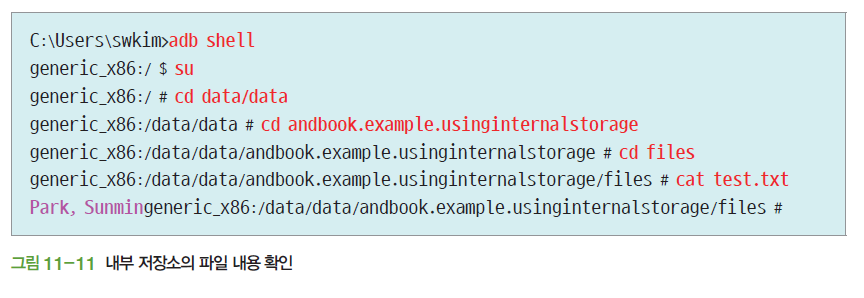 C:\Users\swkim>adb shell
generic_x86:/ $ su
generic_x86:/ # cd data/data
generic_x86:/data/data # cd andbook.example.usinginternalstorage
generic_x86:/data/data/andbook.example.usinginternalstorage # cd files
generic_x86:/data/data/andbook.example.usinginternalstorage/files # cat test.txt
Park, Sunmingeneric_x86:/data/data/andbook.example.usinginternalstorage/files #
그림 11-11 내부 저장소의 파일 내용 확인